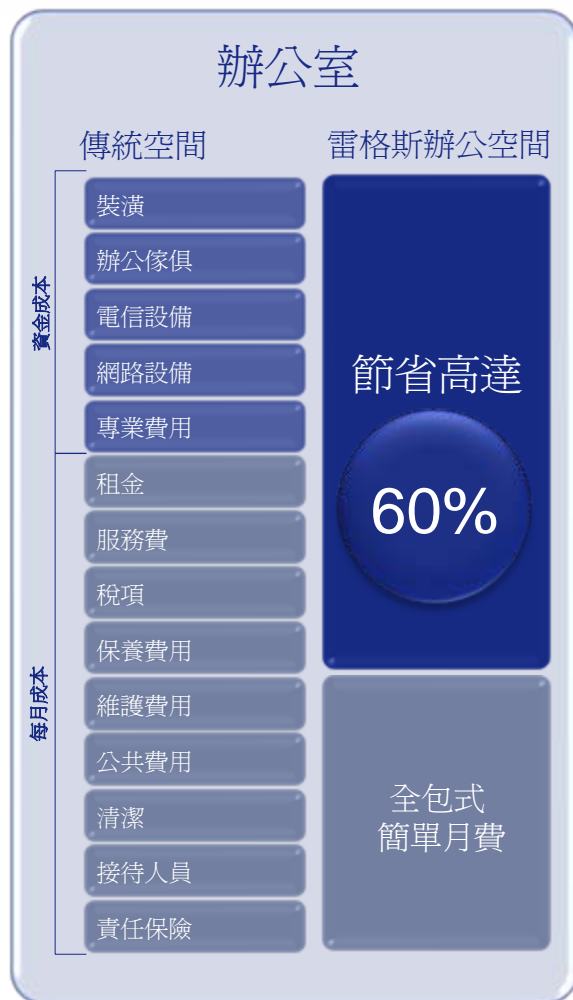 辦公室
傳統空間
雷格斯辦公空間
資金成本
裝潢
辦公傢俱
電信設備
網路設備
專業費用
每月成本
租金
服務費
稅項
保養費用
維護費用
公共費用
清潔
接待人員
責任保險
節省高達
60%
全包式
簡單月費